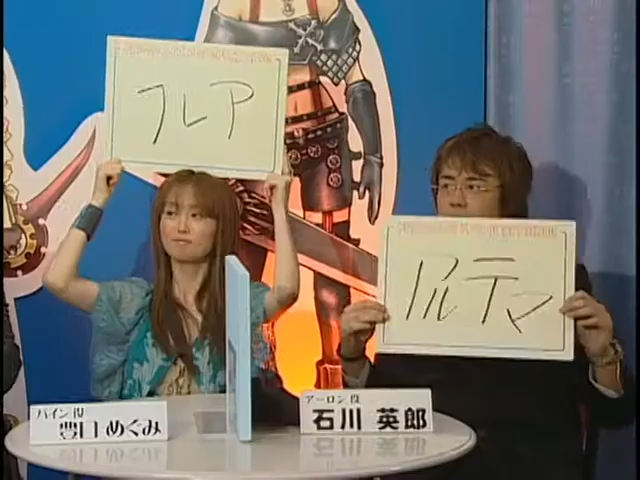 フレア
アルテマ
パイン役
豊口めぐみ
アーロン役
石川 英郎